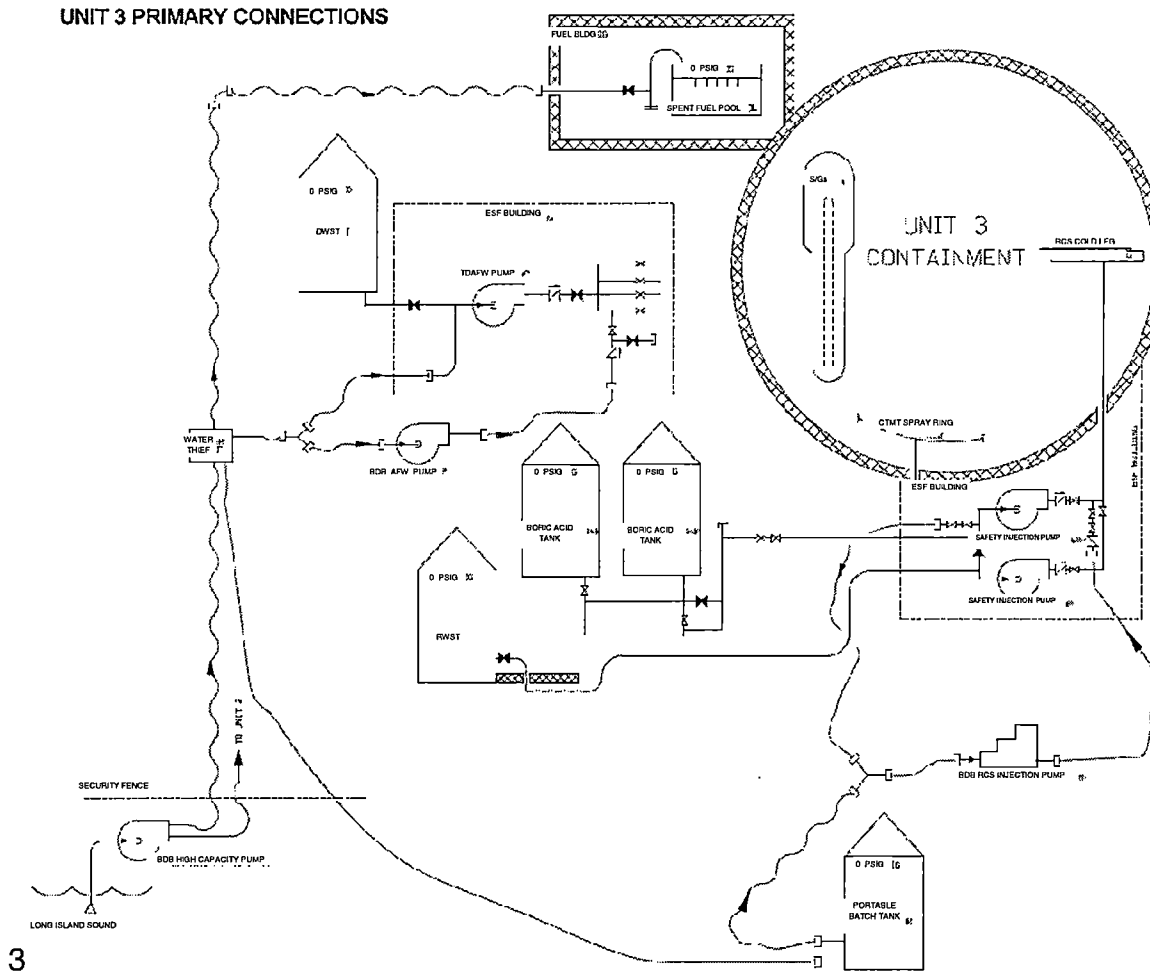 UNIT 3 PRIMARY CONNECTIONS
FUEL BLDG
0 PSIG
SPENT FUEL POOL
0 PSIG
DWST
ESF BUILDING
TDAFW PUMP
S/Gs
UNIT 3
CONTAINMENT
RCS COLD LEG
WATER
THIEF
AFW PUMP
CTMT SPRAY RING
ESF BUILDING
0 PSIG
BORIC ACID
TANK
0 PSIG
BORIC ACID
TANK
SAFETY INJECTION PUMP
SAFETY INJECTION PUMP
0 PSIG
RWST
TO UNIT 2
SECURITY FENCE
BDB HIGH CAPACITY PUMP
LONG ISLAND SOUND
BDB RCS INJECTION PUMP
0 PSIG
PORTABLE
BATCH TANK
3